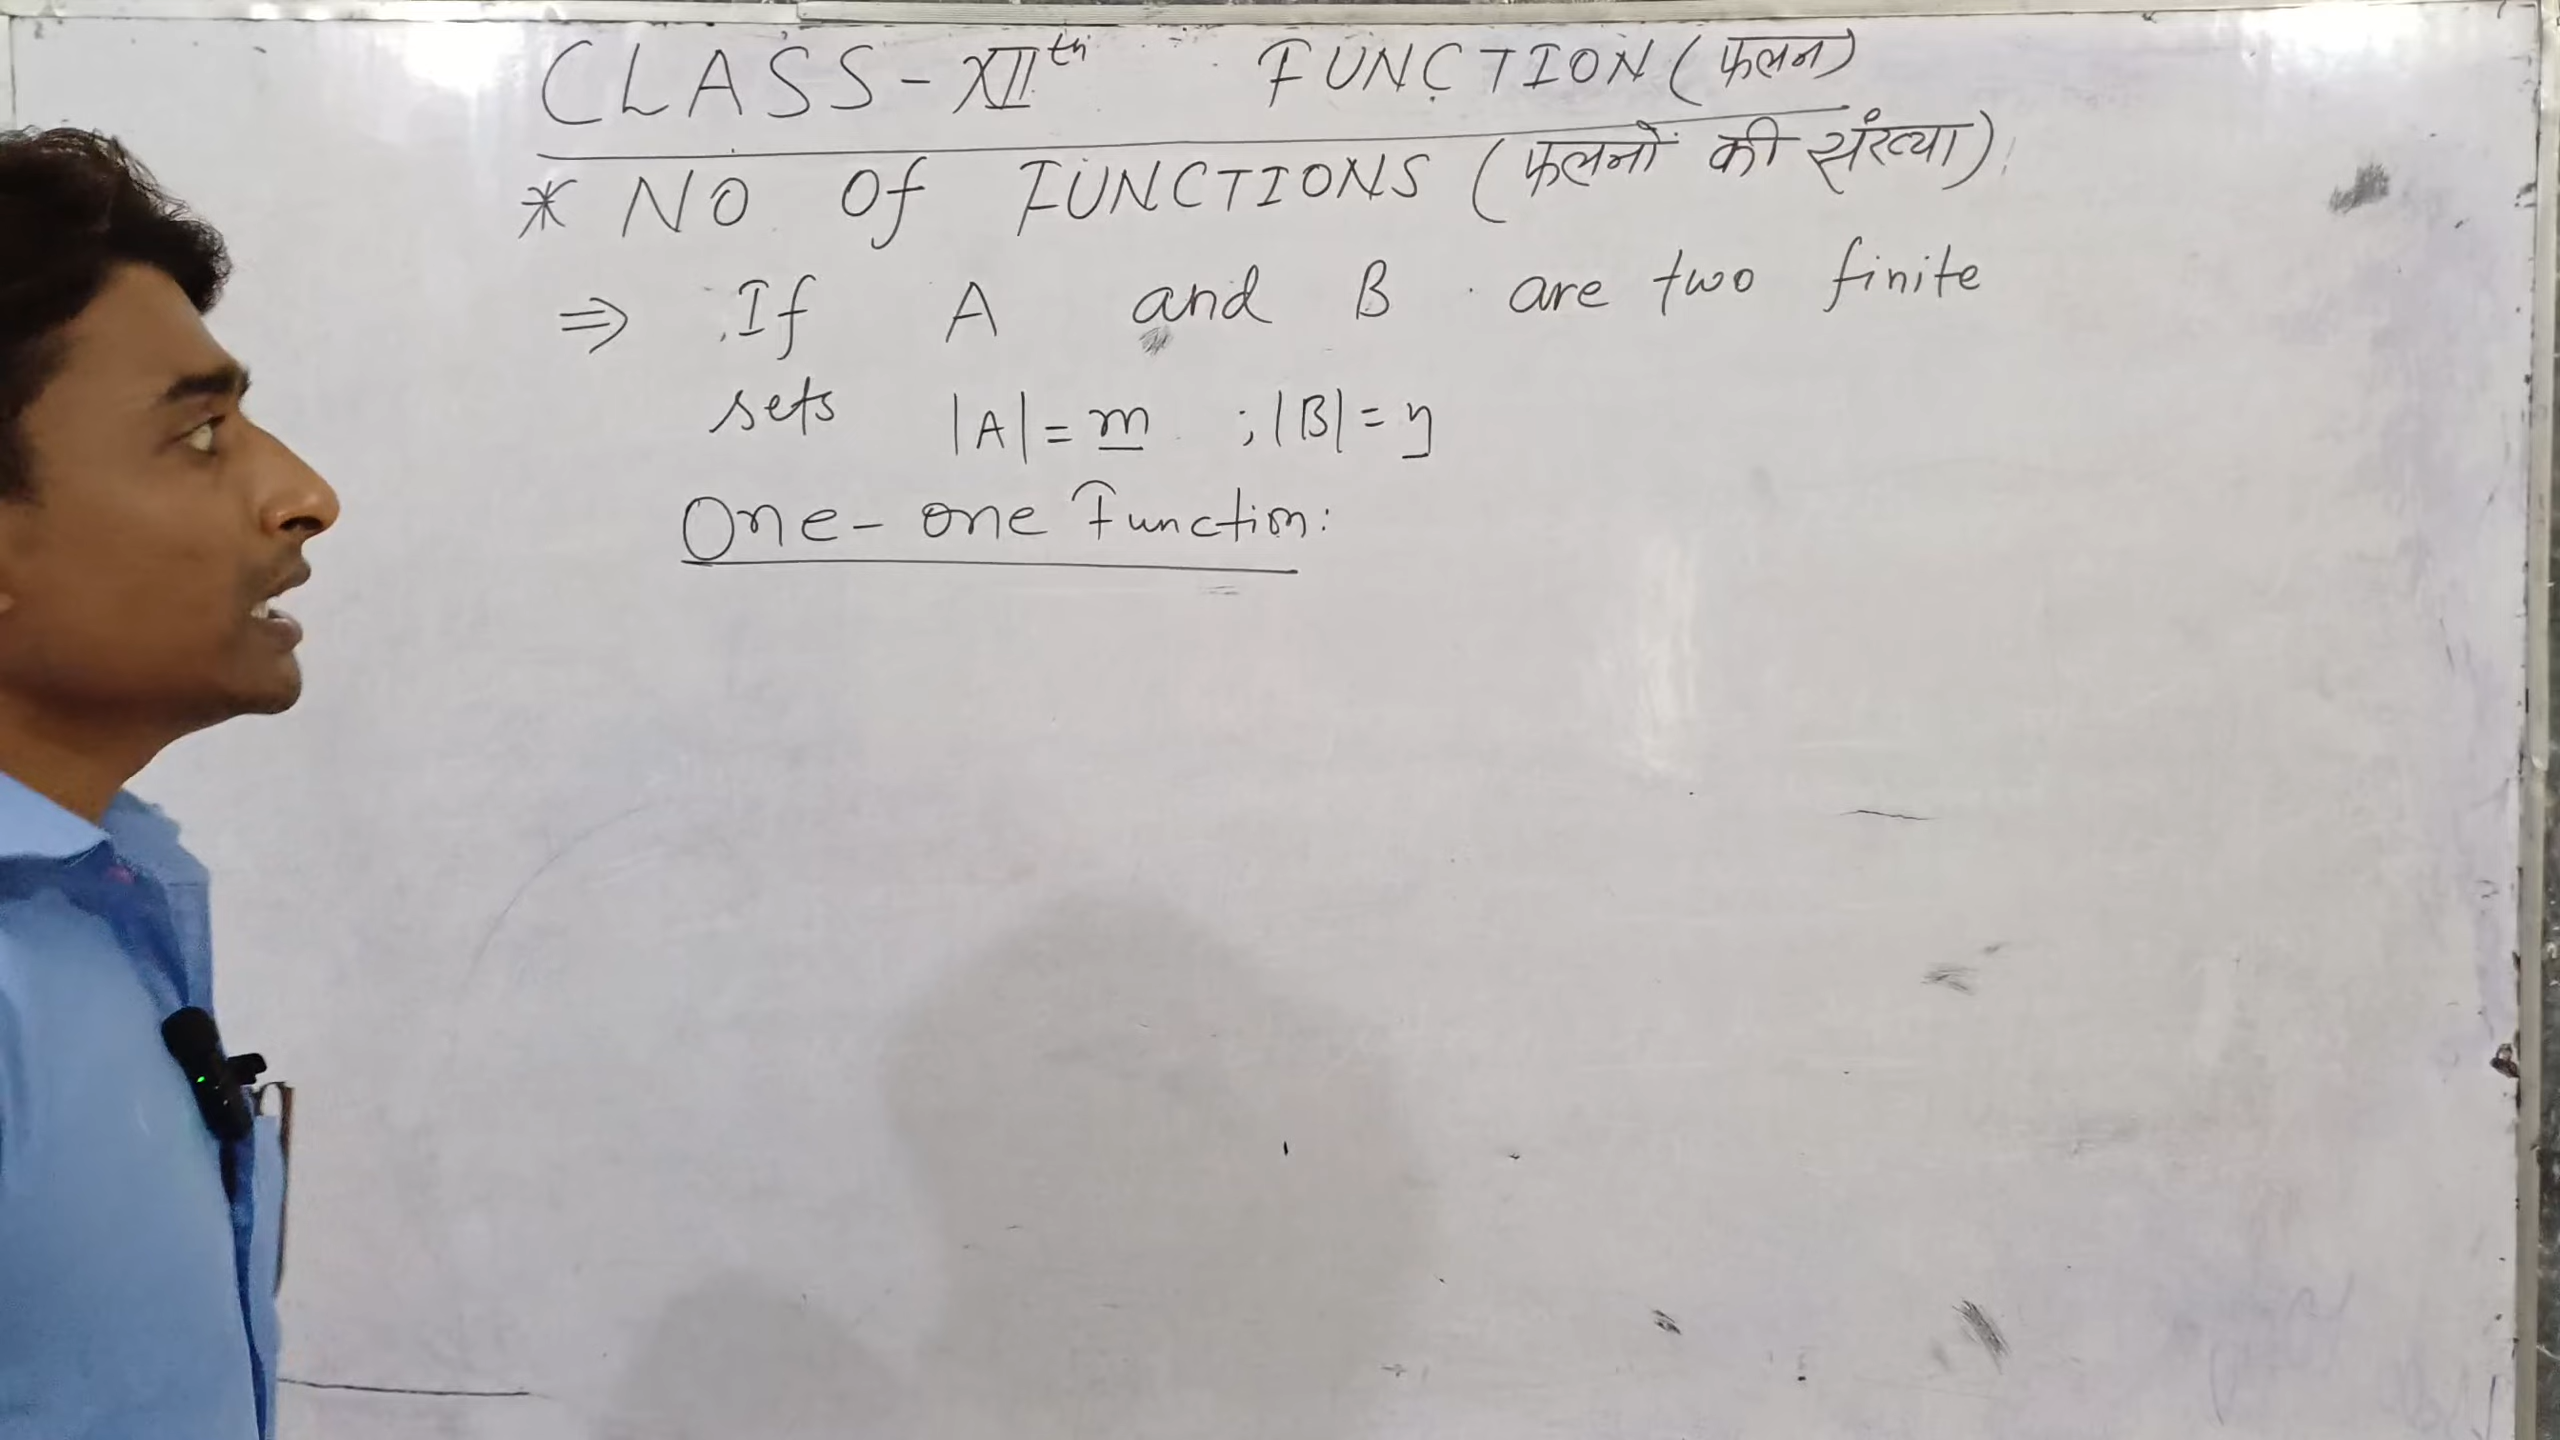 CLASS-XIIth FUNCTION (फलन)
* NO Of FUNCTIONS (फलनों की संख्या)
⇒ If A and B are two finite
sets |A| = m ; |B| = n
One-one Function: